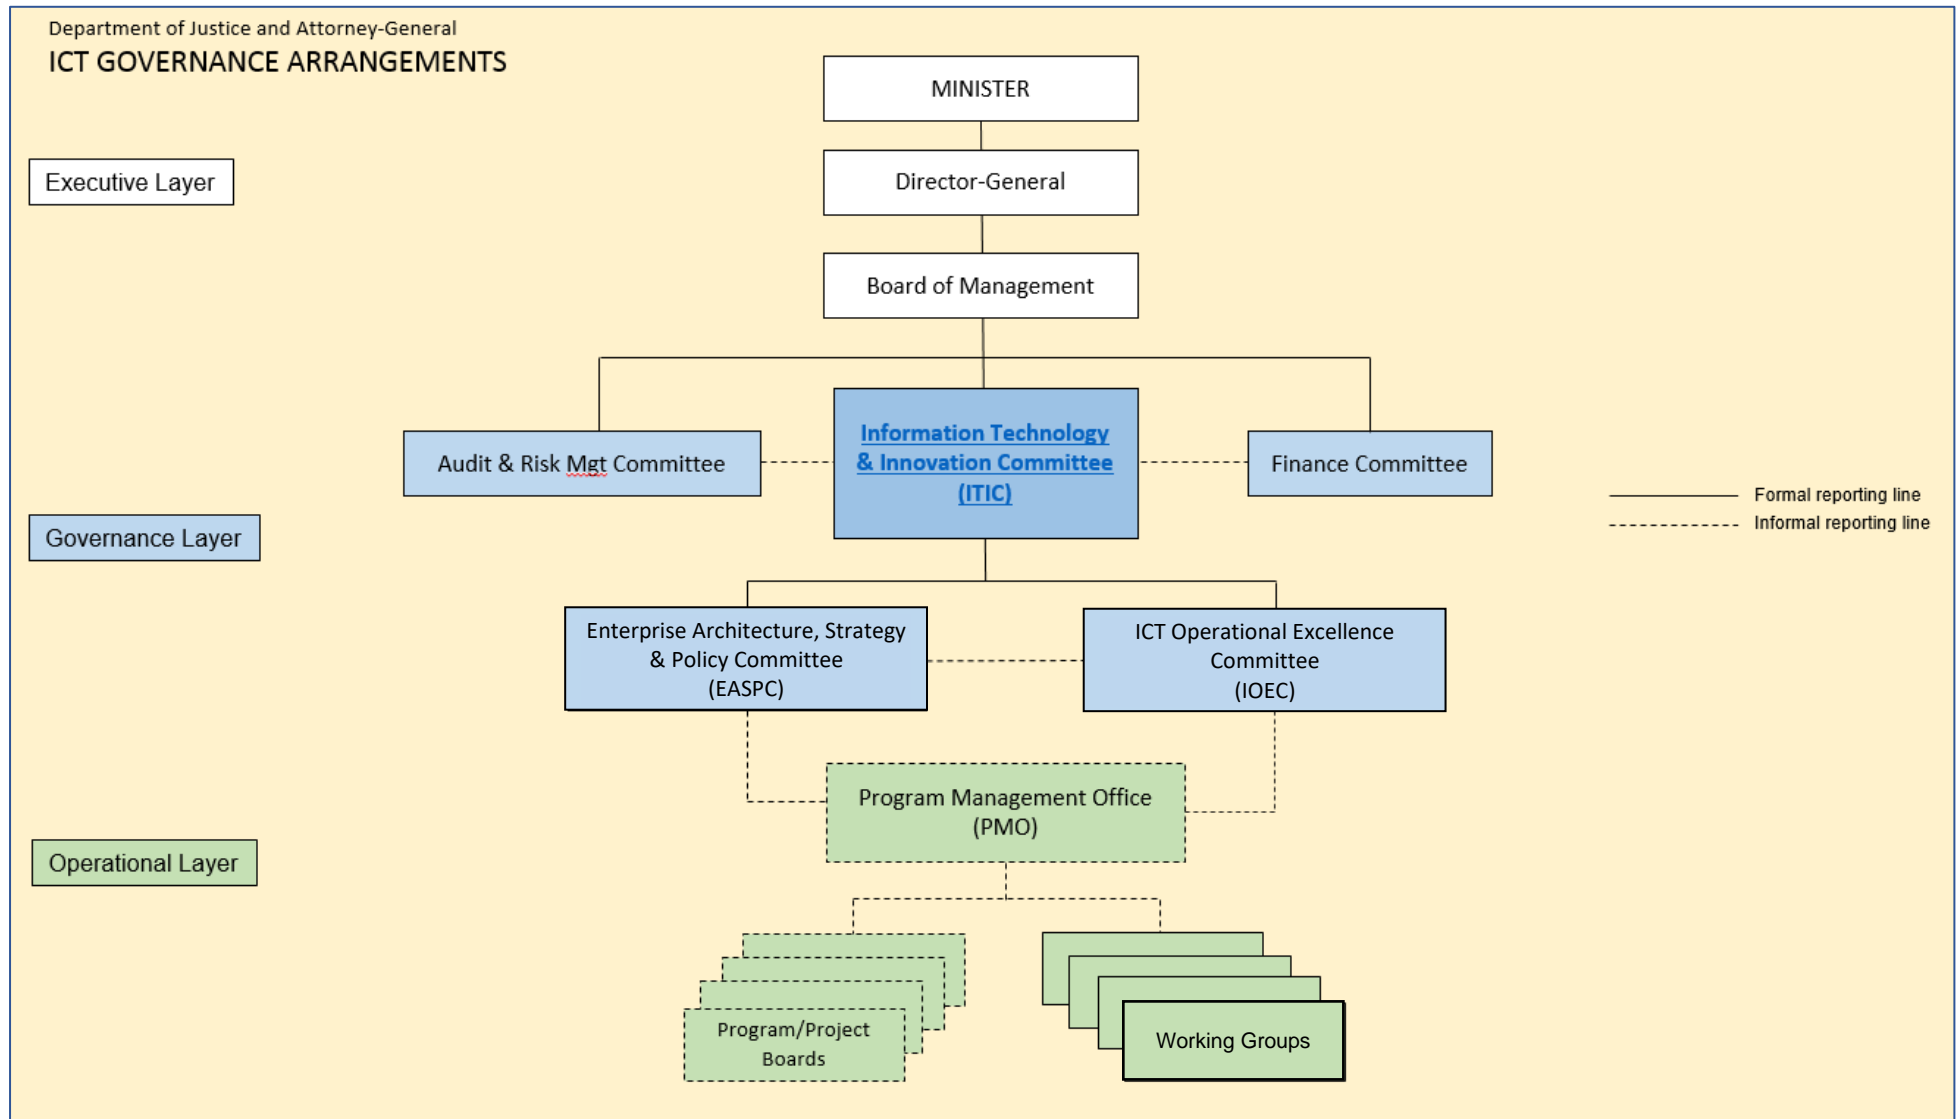 Department of Justice and Attorney-General
ICT GOVERNANCE ARRANGEMENTS
MINISTER
Executive Layer
Director-General
Board of Management
Audit & Risk Mgt Committee
Information Technology
& Innovation Committee
(ITIC)
Finance Committee
Formal reporting line
Informal reporting line
Governance Layer
Enterprise Architecture, Strategy
& Policy Committee
(EASPC)
ICT Operational Excellence
Committee
(IOEC)
Program Management Office
(PMO)
Operational Layer
Program/Project
Boards
Working Groups